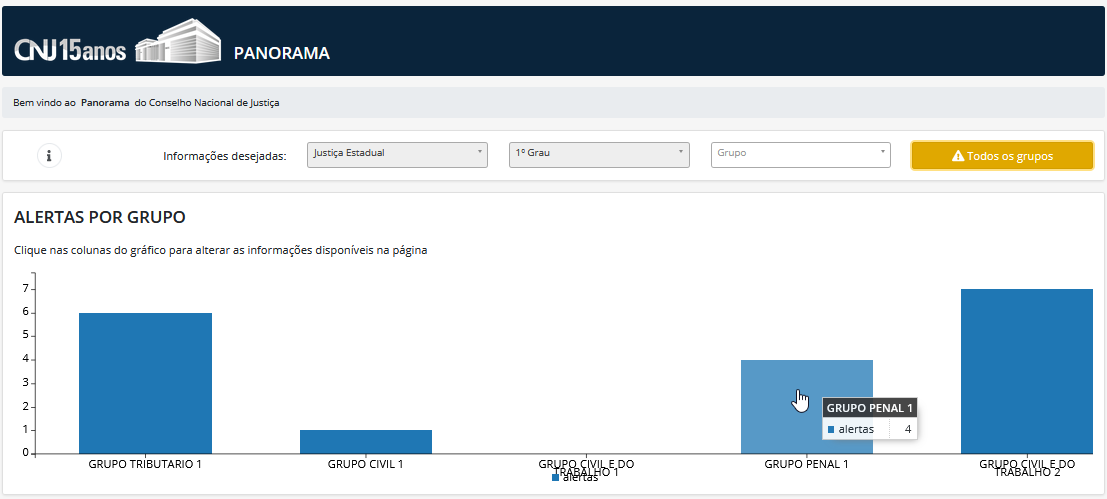 CNJ 15anos
PANORAMA
Bem vindo ao Panorama do Conselho Nacional de Justiça
Informações desejadas:
Justiça Estadual
1º Grau
Grupo
Todos os grupos
ALERTAS POR GRUPO
Clique nas colunas do gráfico para alterar as informações disponíveis na página
7
6
5
4
3
2
1
0
GRUPO PENAL 1
alertas 4
GRUPO TRIBUTARIO 1
GRUPO CIVIL 1
GRUPO CIVIL E DO
TRABALHO 1
GRUPO PENAL 1
GRUPO CIVIL E DO
TRABALHO 2
alertas